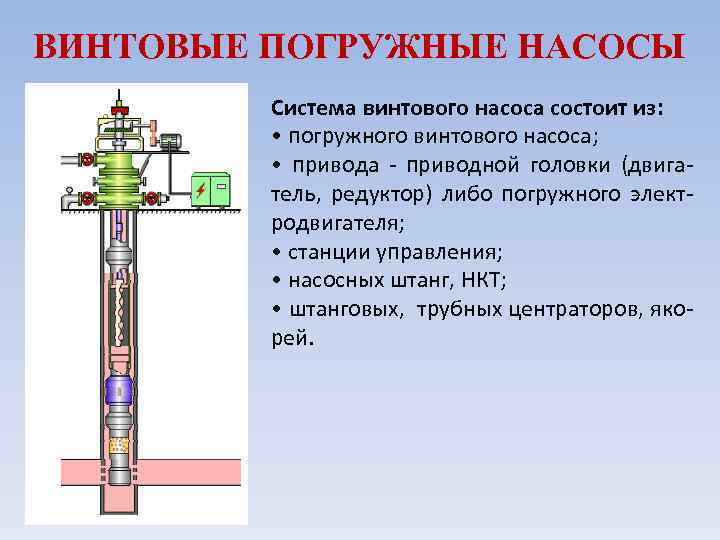 ВИНТОВЫЕ ПОГРУЖНЫЕ НАСОСЫ
Система винтового насоса состоит из:
• погружного винтового насоса;
• привода - приводной головки (двига-
тель, редуктор) либо погружного элект-
родвигателя;
• станции управления;
• насосных штанг, НКТ;
• штанговых, трубных центраторов, яко-
рей.